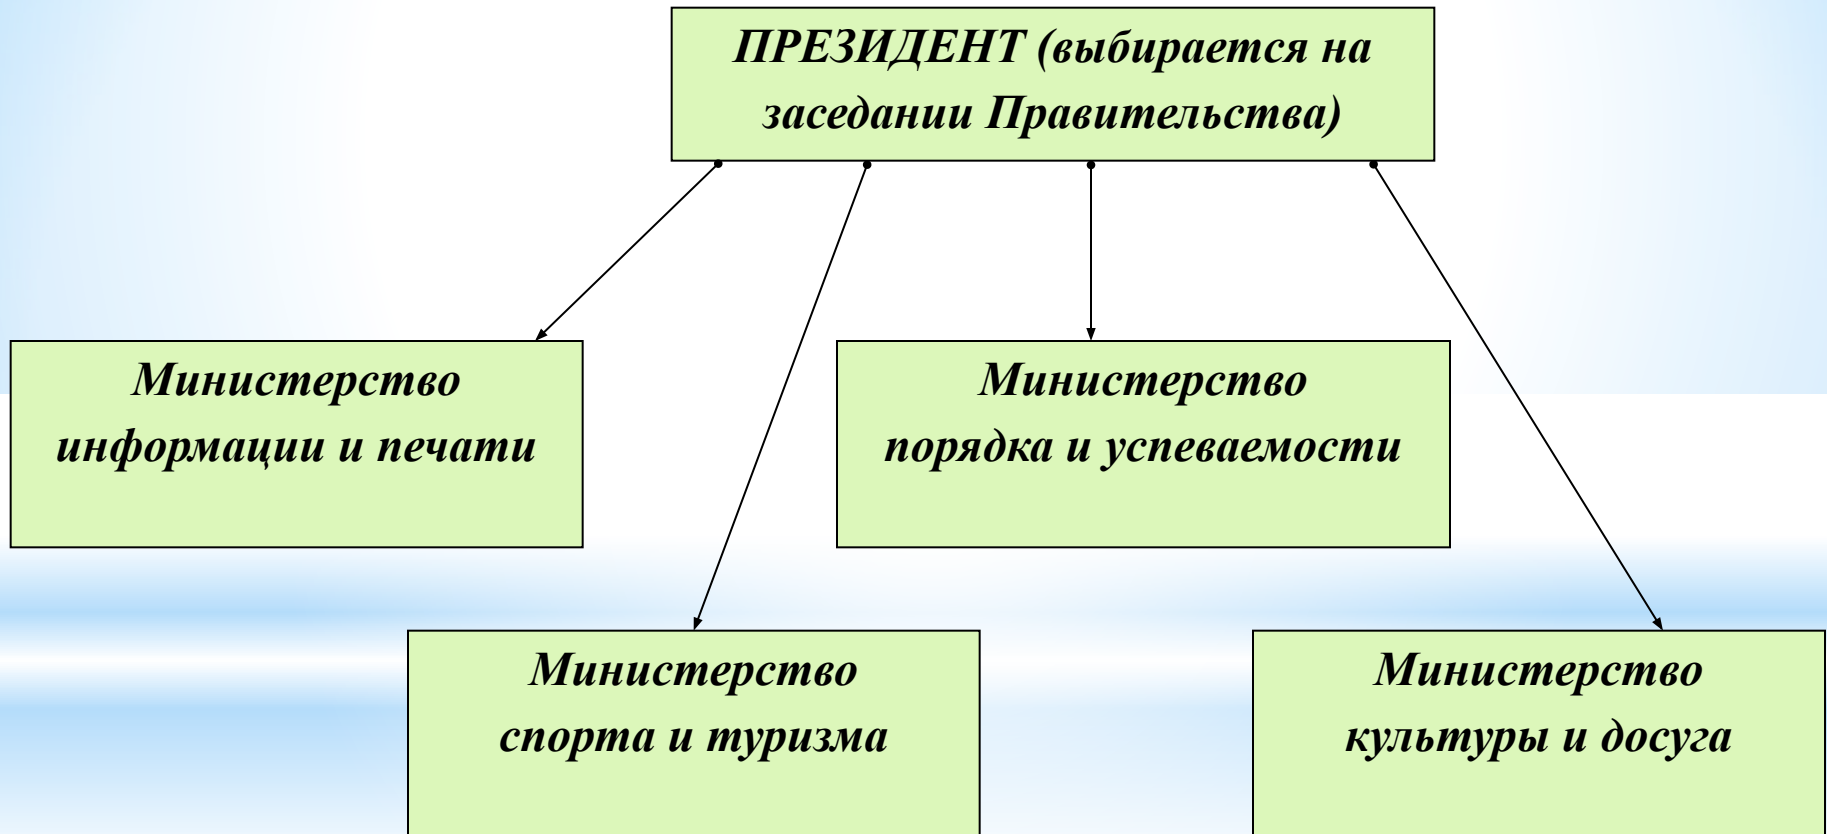 ПРЕЗИДЕНТ (выбирается на
заседании Правительства)
Министерство
информации и печати
Министерство
порядка и успеваемости
Министерство
спорта и туризма
Министерство
культуры и досуга